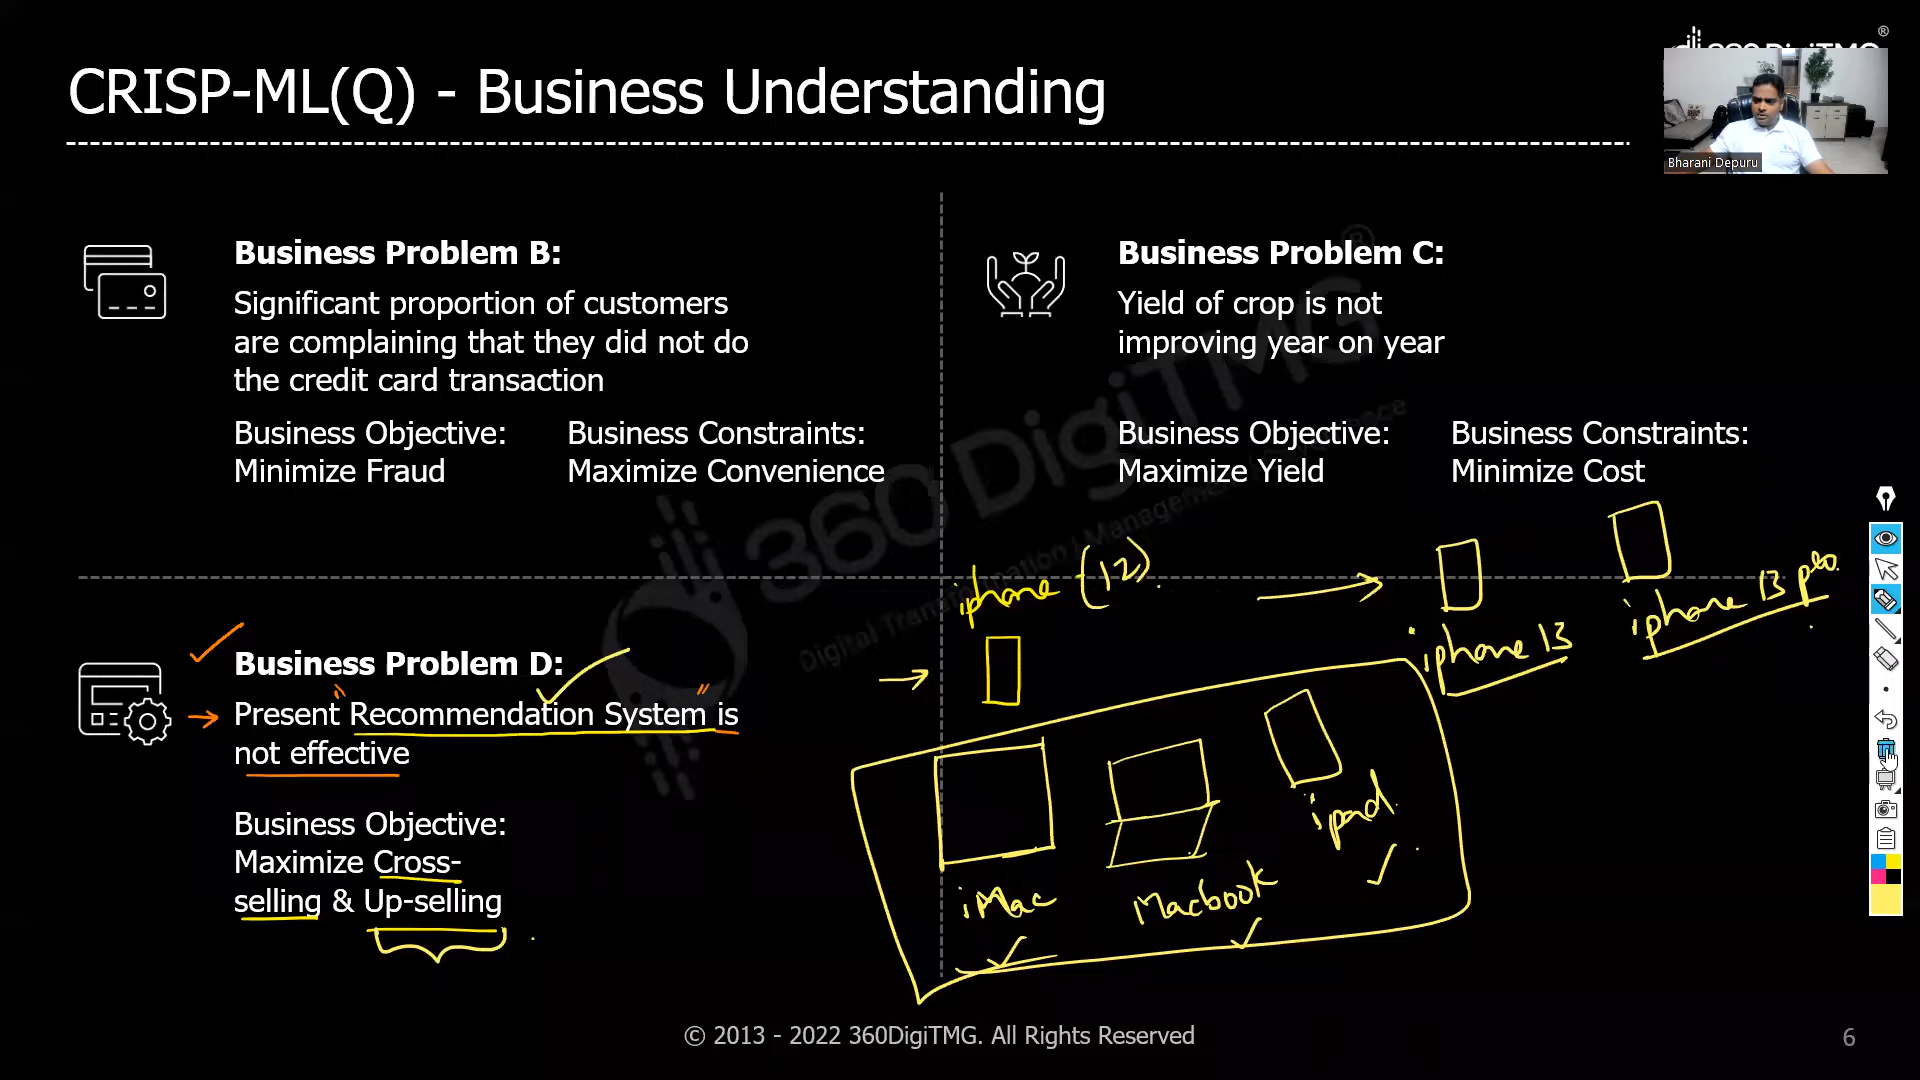 CRISP-ML(Q) - Business Understanding
360DigiTMG
®
Bharani Depuru
Business Problem B:
Significant proportion of customers
are complaining that they did not do
the credit card transaction
Business Objective:
Minimize Fraud
Business Constraints:
Maximize Convenience
Business Problem C:
Yield of crop is not
improving year on year
Business Objective:
Maximize Yield
Business Constraints:
Minimize Cost
360DigiTMG
®
Business Problem D:
Present "Recommendation System" is
not effective
Business Objective:
Maximize Cross-
selling & Up-selling
iphone (12)
iphone 13
iphone 13 pro
iMac
Macbook
ipad
© 2013 - 2022 360DigiTMG. All Rights Reserved
6